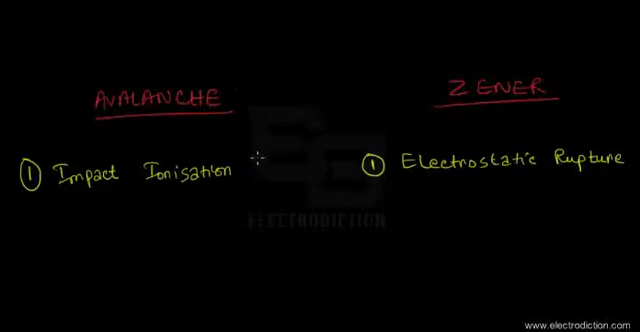 AVALANCHE
ZENER
① Impact Ionisation
① Electrostatic Rupture
ELECTRODICTION
www.electrodiction.com